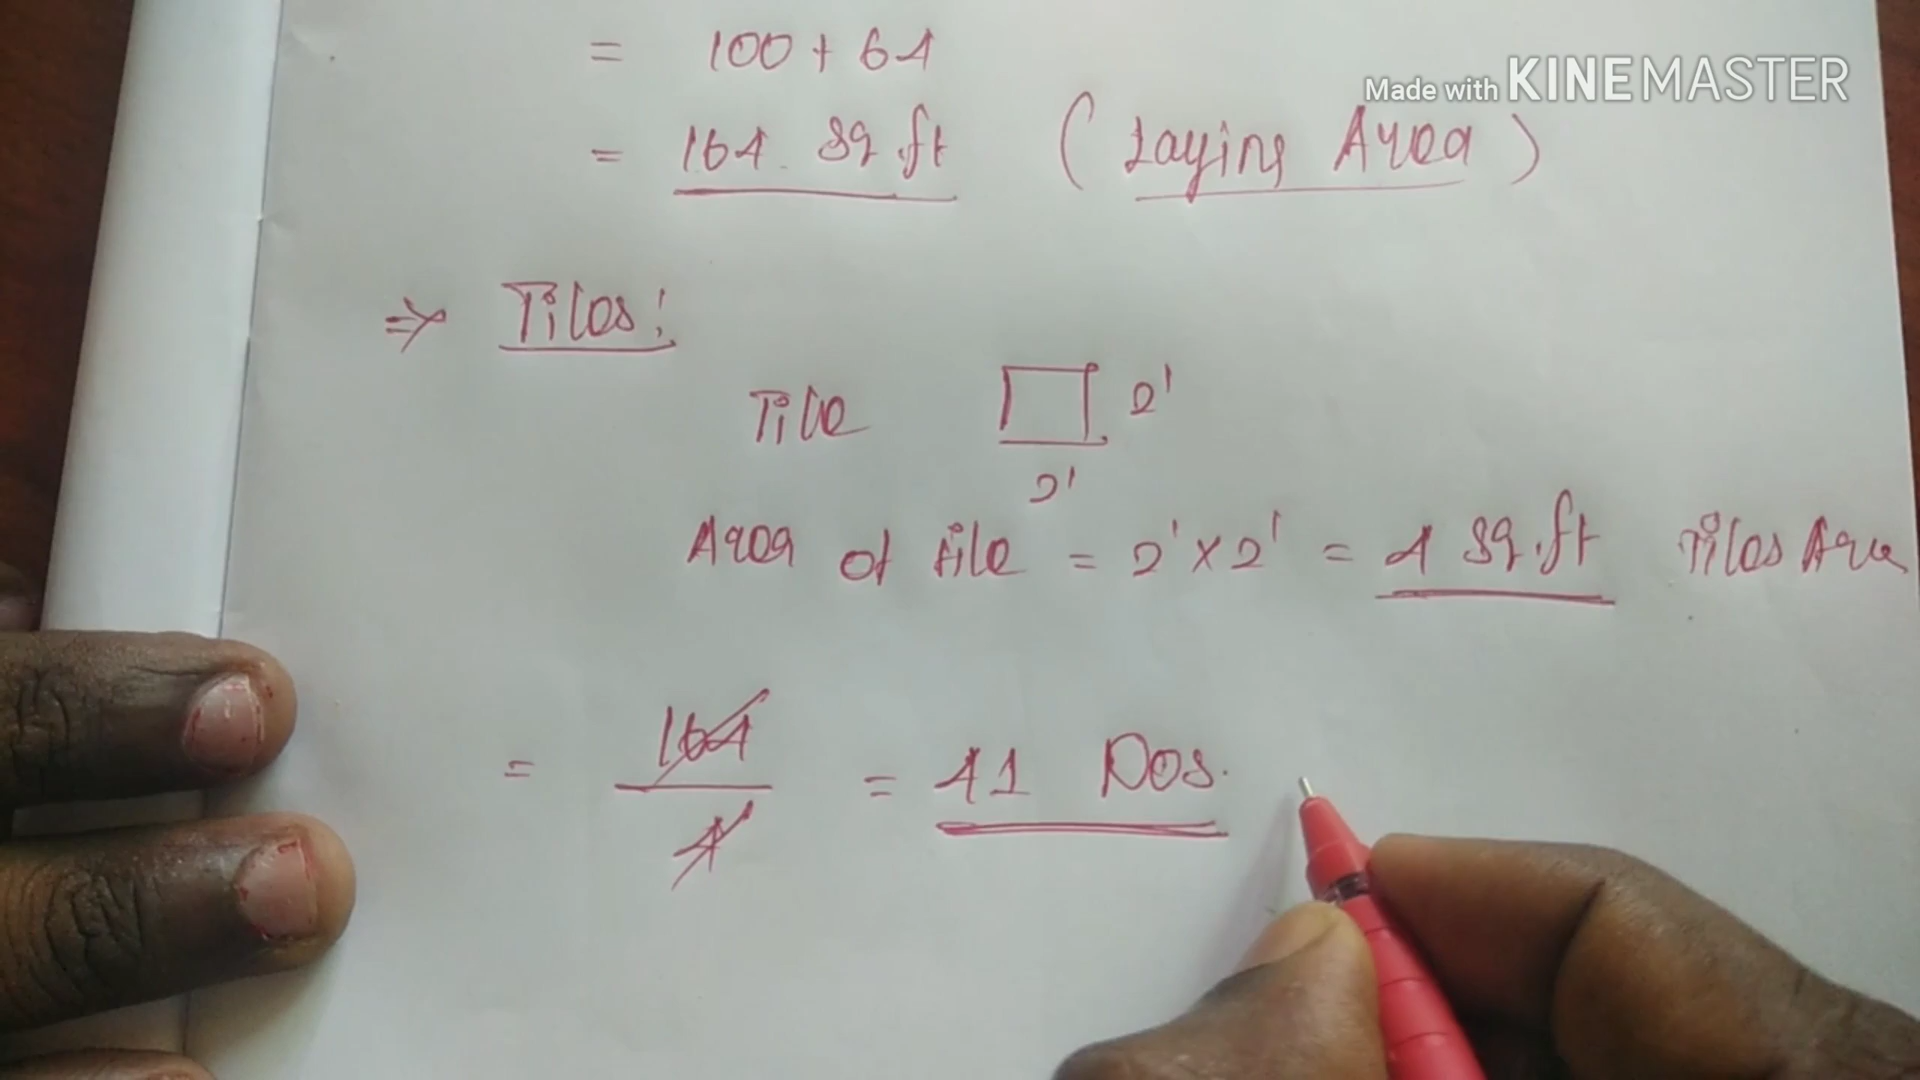 = 100 + 64
Made with KINEMASTER
= 164 sq.ft (Laying Area)
⇒ Tiles:
Tile 2'
2'
Area of tile = 2' x 2' = 4 sq.ft Tiles Area
= 164 / 4 = 41 Nos.